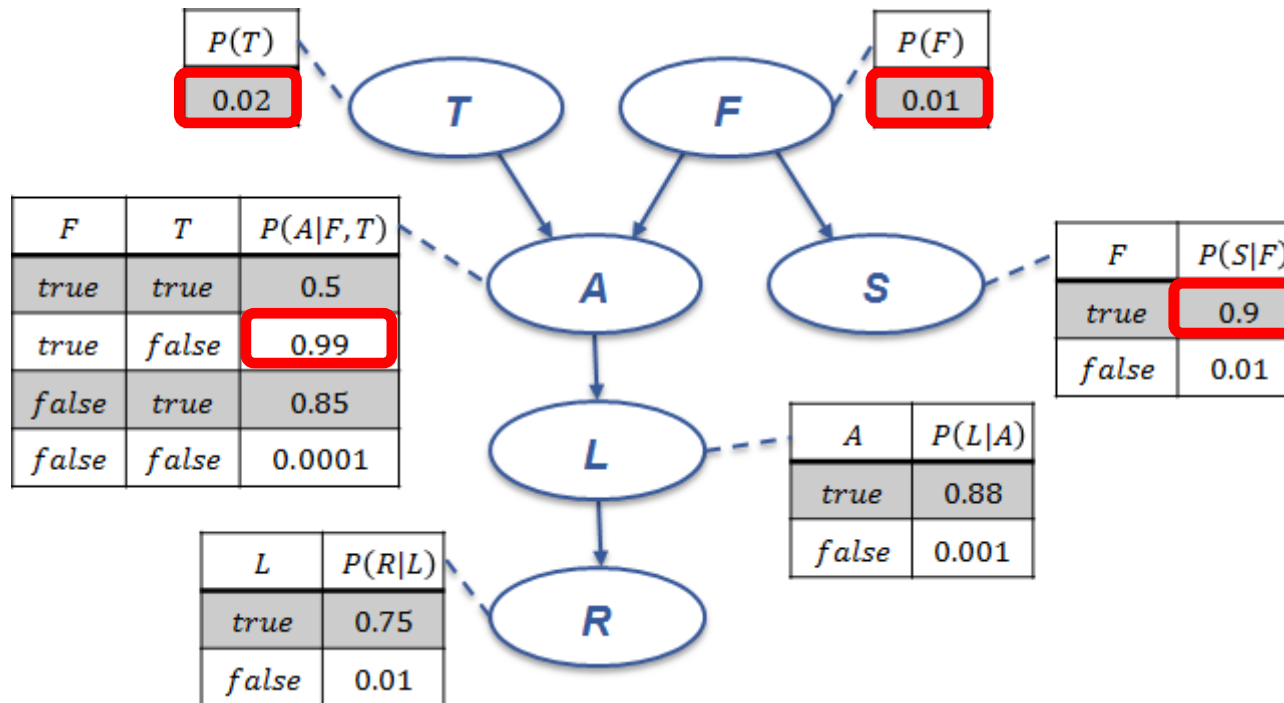 P(T)
0.02
T
F
P(F)
0.01
F T P(A|F,T)
true true 0.5
true false 0.99
false true 0.85
false false 0.0001
A
S
F P(S|F)
true 0.9
false 0.01
L
A P(L|A)
true 0.88
false 0.001
L P(R|L)
true 0.75
false 0.01
R